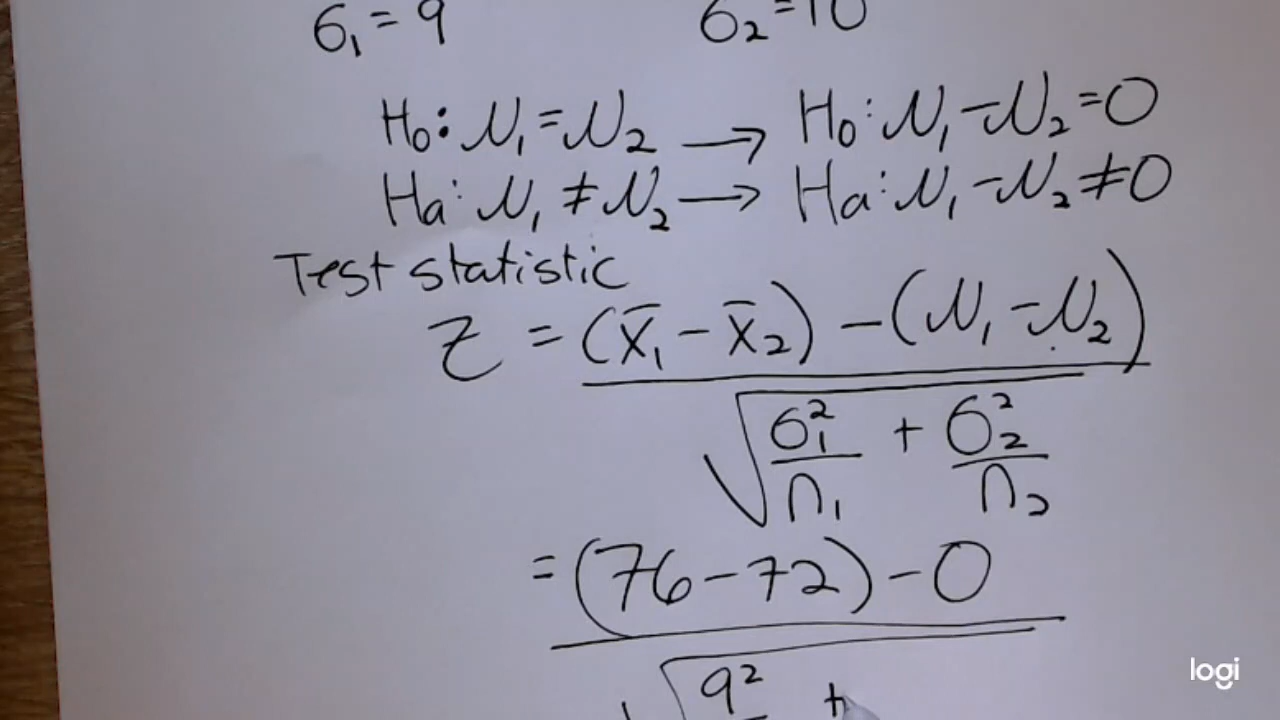 σ₁ = 9 σ₂ = 10
H₀: μ₁ = μ₂ → H₀: μ₁ − μ₂ = 0
Ha: μ₁ ≠ μ₂ → Ha: μ₁ − μ₂ ≠ 0
Test statistic
Z = (x̄₁ − x̄₂) − (μ₁ − μ₂)
√ σ₁²/n₁ + σ₂²/n₂
= (76 − 72) − 0
√ 9² +
logi